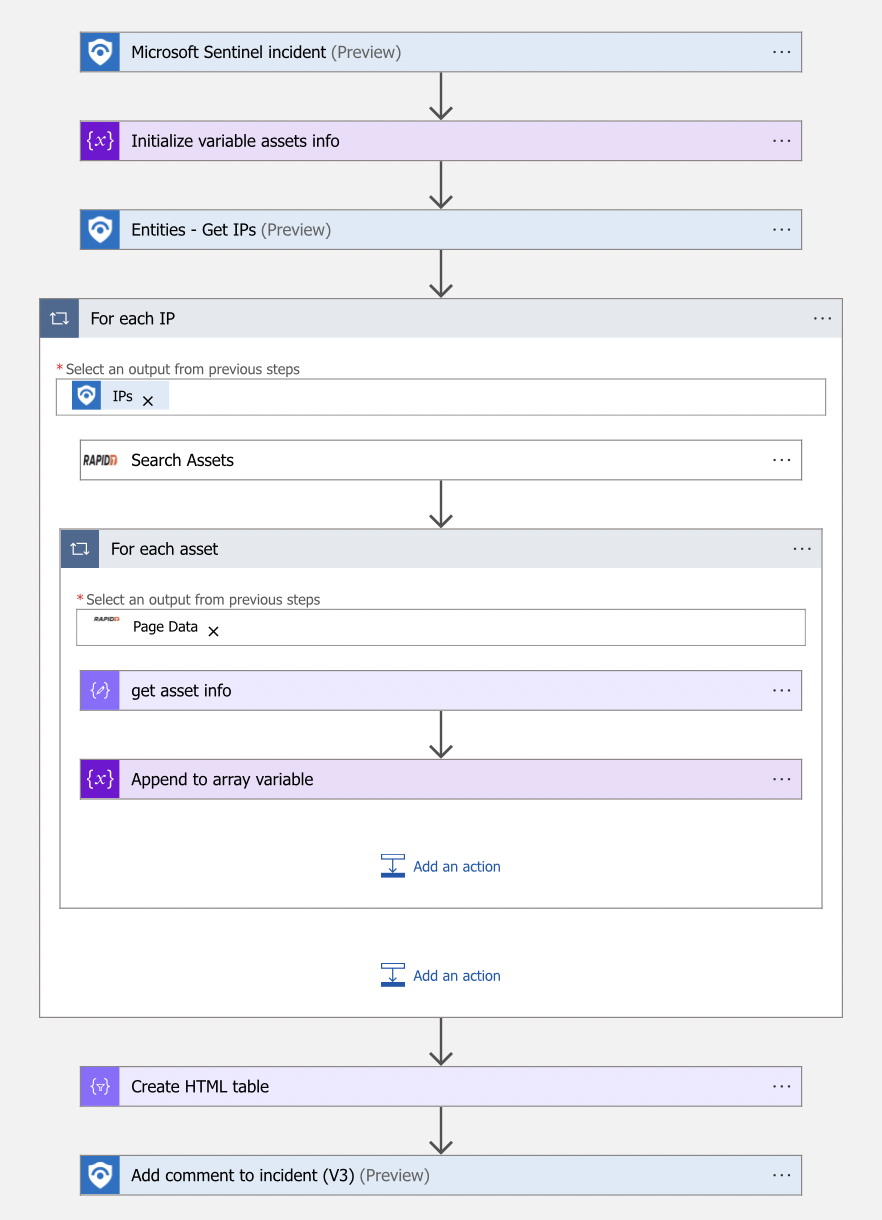 Microsoft Sentinel incident (Preview)
{x} Initialize variable assets info
Entities - Get IPs (Preview)
For each IP
* Select an output from previous steps
IPs ×
RAPID7 Search Assets
For each asset
* Select an output from previous steps
RAPID7 Page Data ×
get asset info
{x} Append to array variable
Add an action
Add an action
Create HTML table
Add comment to incident (V3) (Preview)